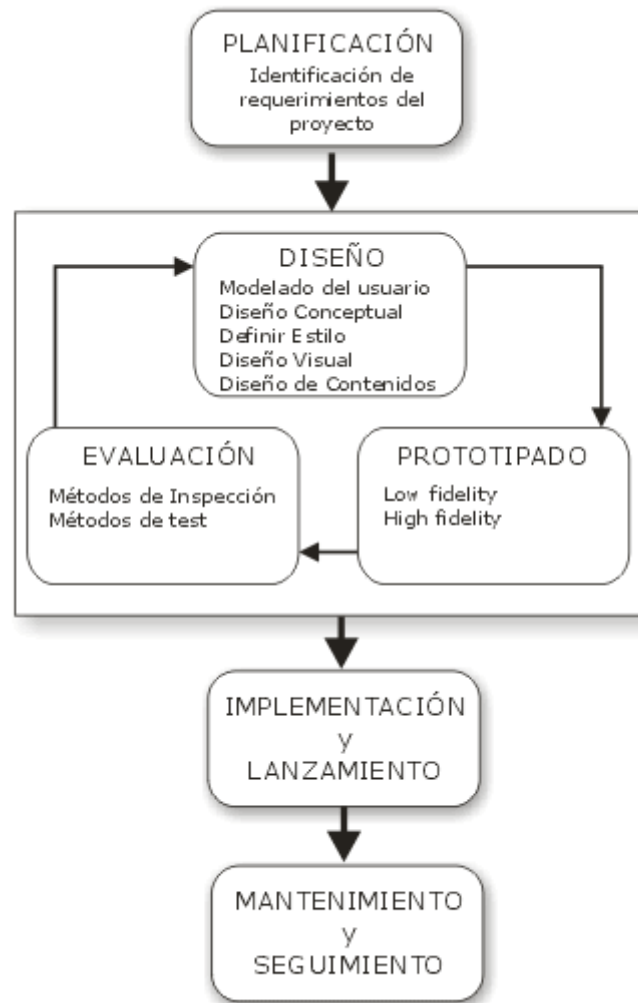 PLANIFICACIÓN
Identificación de
requerimientos del
proyecto
DISEÑO
Modelado del usuario
Diseño Conceptual
Definir Estilo
Diseño Visual
Diseño de Contenidos
EVALUACIÓN
Métodos de Inspección
Métodos de test
PROTOTIPADO
Low fidelity
High fidelity
IMPLEMENTACIÓN
y
LANZAMIENTO
MANTENIMIENTO
y
SEGUIMIENTO